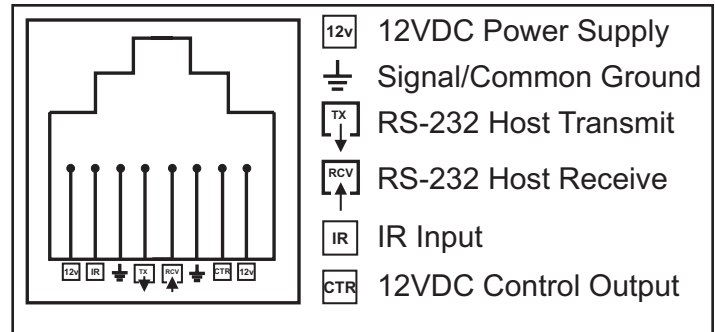 12v 12VDC Power Supply
Signal/Common Ground
TX RS-232 Host Transmit
RCV RS-232 Host Receive
IR IR Input
CTR 12VDC Control Output
12v IR TX RCV CTR 12v